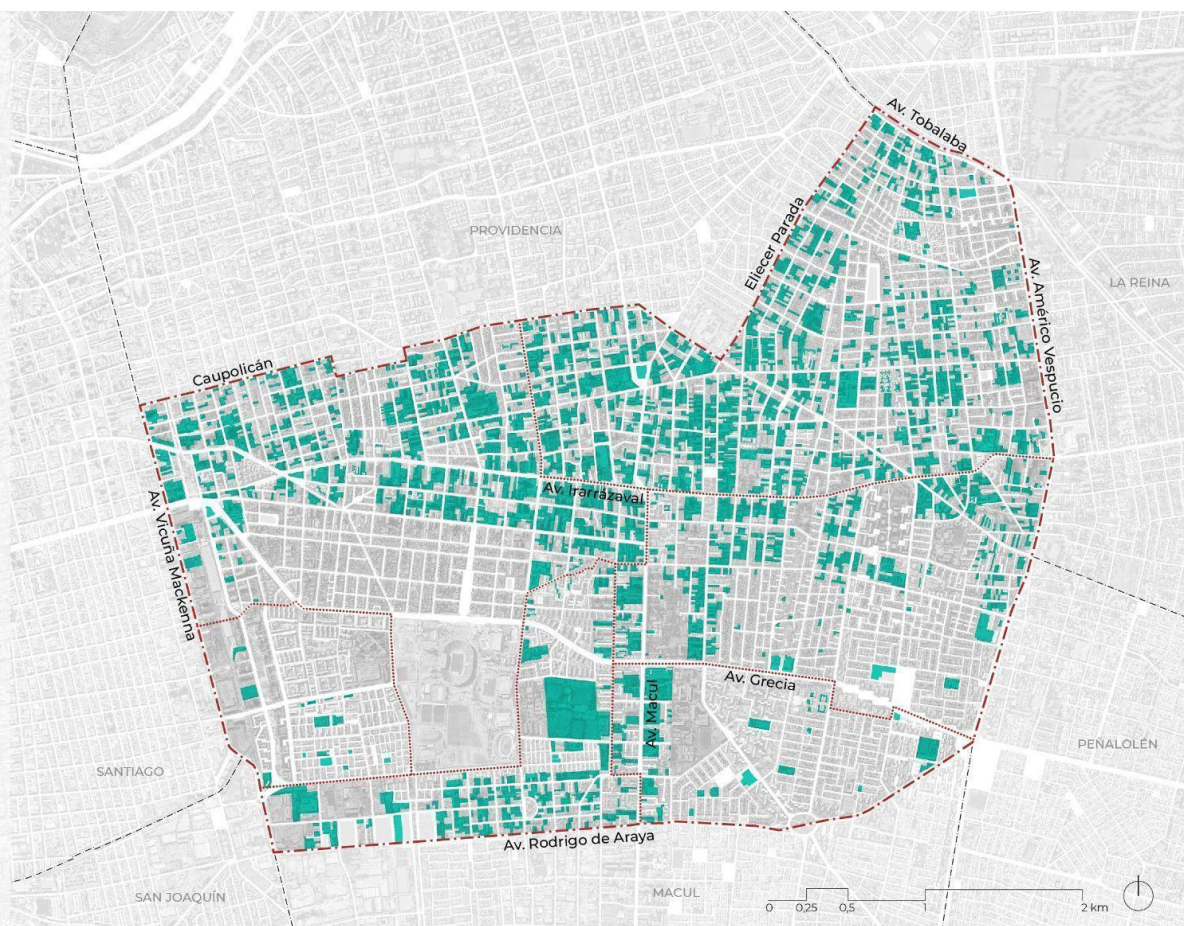 Av. Tobalaba
PROVIDENCIA
Eliecer Parada
Av. Américo Vespucio
LA REINA
Caupolicán
Av. Irarrázaval
Av. Vicuña Mackenna
Av. Grecia
Av. Macul
PEÑALOLÉN
SANTIAGO
Av. Rodrigo de Araya
SAN JOAQUÍN
MACUL
0 0,25 0,5 1 2 km